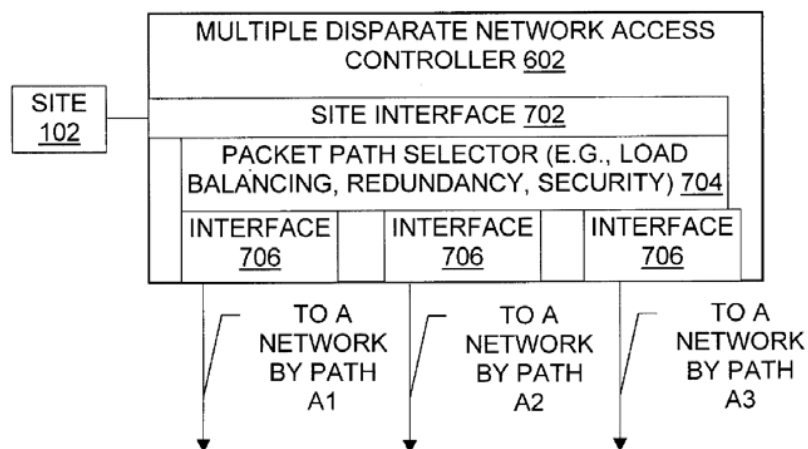 MULTIPLE DISPARATE NETWORK ACCESS
CONTROLLER 602
SITE
102
SITE INTERFACE 702
PACKET PATH SELECTOR (E.G., LOAD
BALANCING, REDUNDANCY, SECURITY) 704
INTERFACE
706
INTERFACE
706
INTERFACE
706
TO A
NETWORK
BY PATH
A1
TO A
NETWORK
BY PATH
A2
TO A
NETWORK
BY PATH
A3